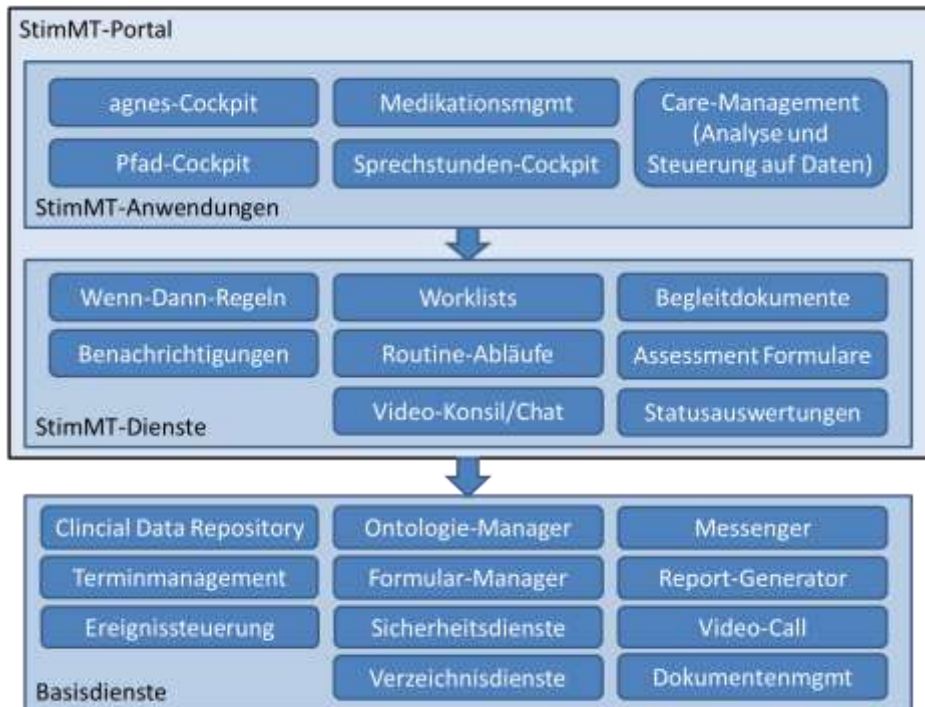 StimMT-Portal
agnes-Cockpit
Medikationsmgmt
Care-Management
(Analyse und
Steuerung auf Daten)
Pfad-Cockpit
Sprechstunden-Cockpit
StimMT-Anwendungen
Wenn-Dann-Regeln
Worklists
Begleitdokumente
Benachrichtigungen
Routine-Abläufe
Assessment Formulare
Video-Konsil/Chat
Statusauswertungen
StimMT-Dienste
Clincial Data Repository
Ontologie-Manager
Messenger
Terminmanagement
Formular-Manager
Report-Generator
Ereignissteuerung
Sicherheitsdienste
Video-Call
Verzeichnisdienste
Dokumentenmgmt
Basisdienste